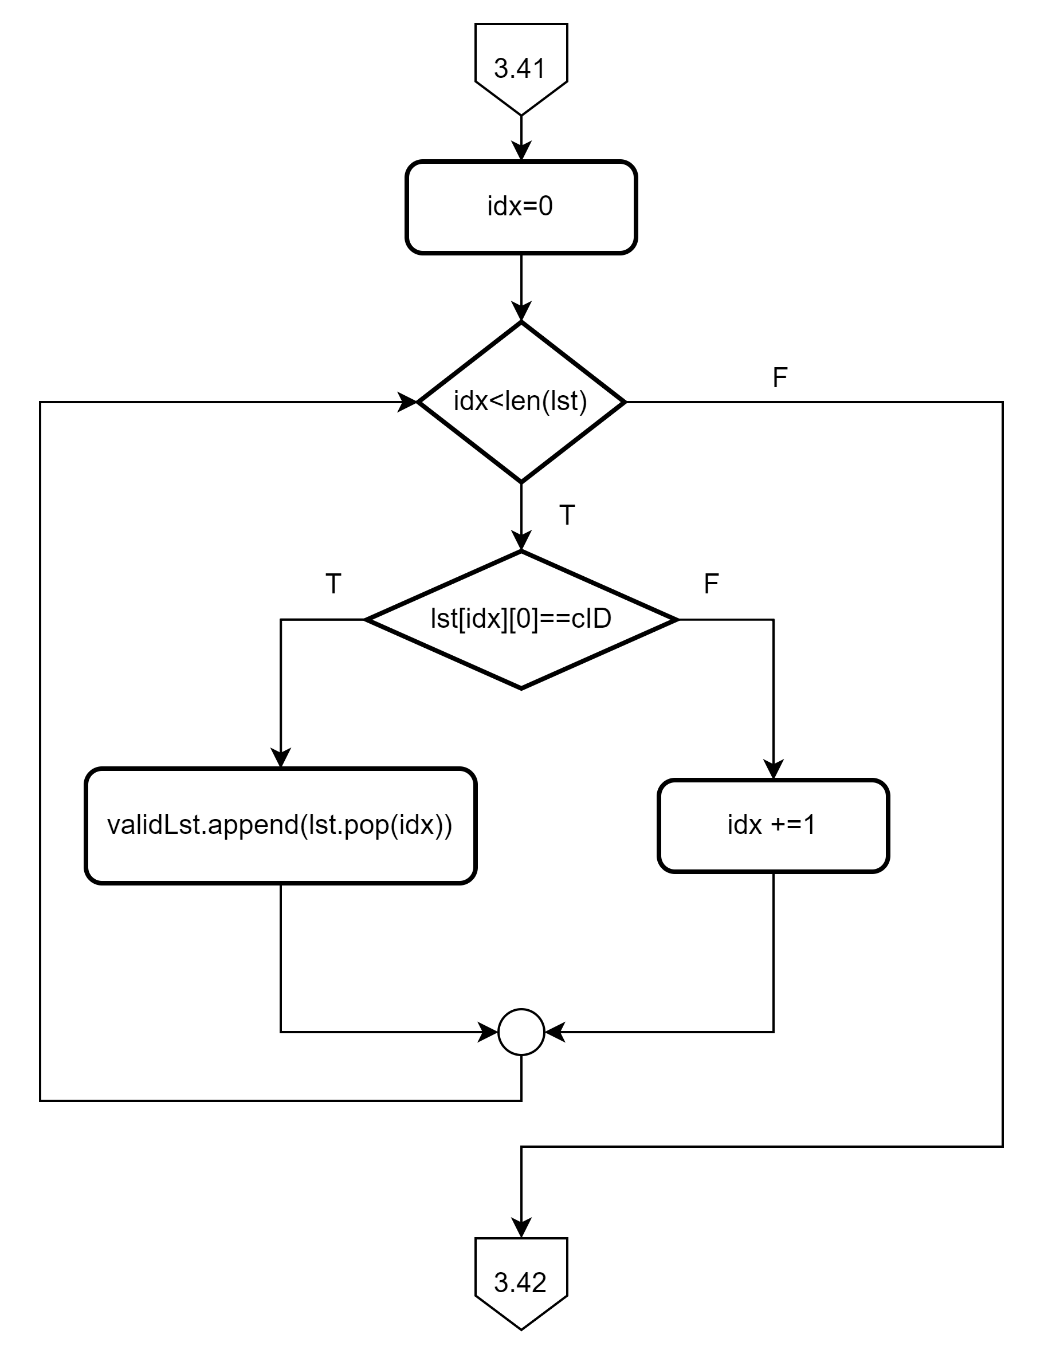 3.41
idx=0
idx<len(lst)
F
T
T
F
lst[idx][0]==cID
validLst.append(lst.pop(idx))
idx +=1
3.42